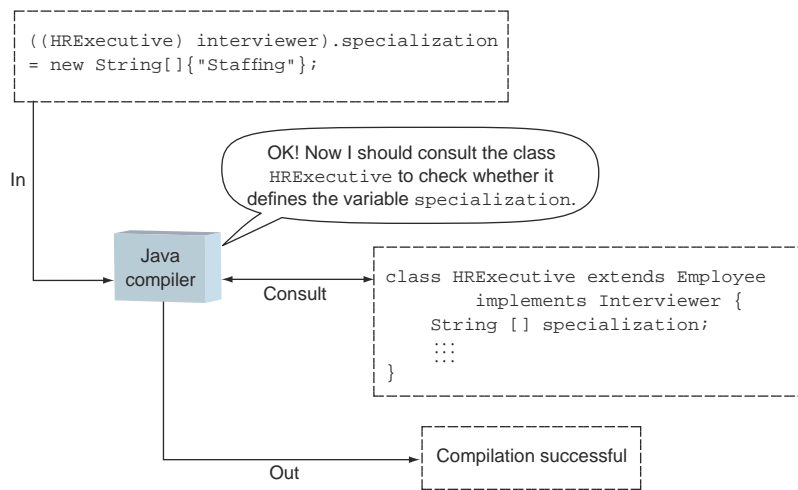 ((HRExecutive) interviewer).specialization
= new String[]{"Staffing"};
OK! Now I should consult the class
HRExecutive to check whether it
defines the variable specialization.
In
Java
compiler
Consult
class HRExecutive extends Employee
implements Interviewer {
String [] specialization;
...
...
}
Out
Compilation successful